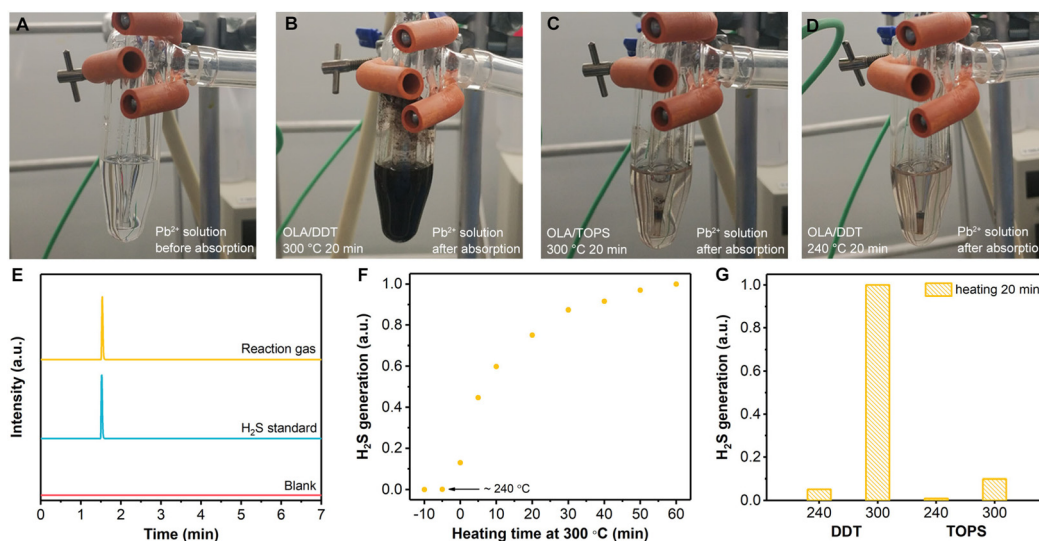 A
Pb²⁺ solution
before absorption
B
OLA/DDT
300 °C 20 min
Pb²⁺ solution
after absorption
C
OLA/TOPS
300 °C 20 min
Pb²⁺ solution
after absorption
D
OLA/DDT
240 °C 20 min
Pb²⁺ solution
after absorption
E
Intensity (a.u.)
Reaction gas
H₂S standard
Blank
0 1 2 3 4 5 6 7
Time (min)
F
H₂S generation (a.u.)
1.0
0.8
0.6
0.4
0.2
0.0
~ 240 °C
-10 0 10 20 30 40 50 60
Heating time at 300 °C (min)
G
H₂S generation (a.u.)
1.0
0.8
0.6
0.4
0.2
0.0
heating 20 min
240 300 240 300
DDT TOPS